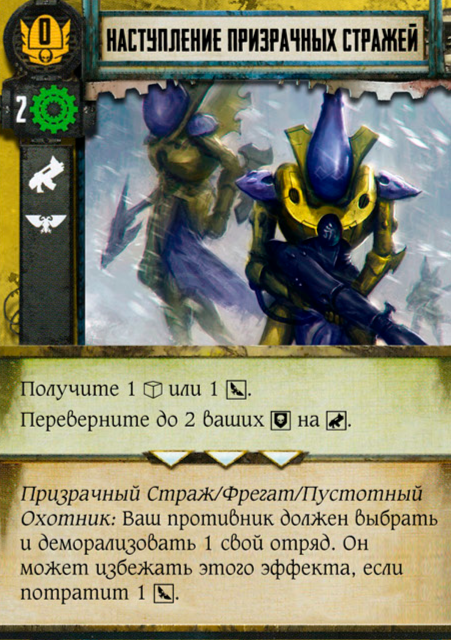 0
НАСТУПЛЕНИЕ ПРИЗРАЧНЫХ СТРАЖЕЙ
2
Получите 1 или 1 .
Переверните до 2 ваших на .
Призрачный Страж/Фрегат/Пустотный
Охотник: Ваш противник должен выбрать
и деморализовать 1 свой отряд. Он
может избежать этого эффекта, если
потратит 1 .